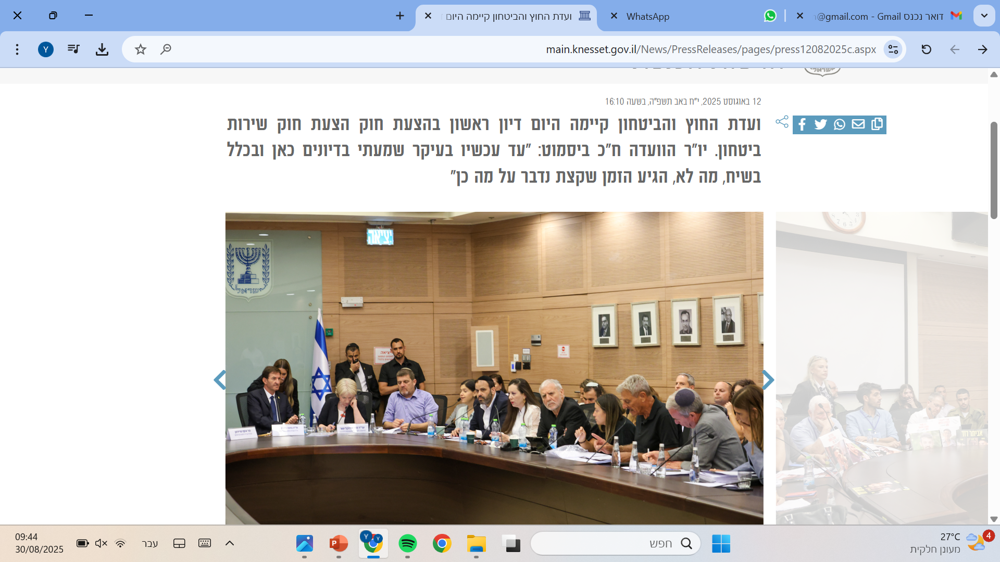 דואר נכנס
@gmail.com - Gmail
WhatsApp
ועדת החוץ והביטחון קיימה היום
main.knesset.gov.il/News/PressReleases/pages/press12082025c.aspx
Y
12 באוגוסט 2025, י"ח באב תשפ"ה, בשעה 16:10
ועדת החוץ והביטחון קיימה היום דיון ראשון בהצעת חוק הצעת חוק שירות
ביטחון. יו"ר הוועדה ח"כ ביסמוט: "עד עכשיו בעיקר שמעתי בדיונים כאן ובכלל
בשיח, מה לא, הגיע הזמן שקצת נדבר על מה כן"
יציאה
ישראל
יציאה
4
27°C
מעונן חלקית
חפש
עבר
09:44
30/08/2025